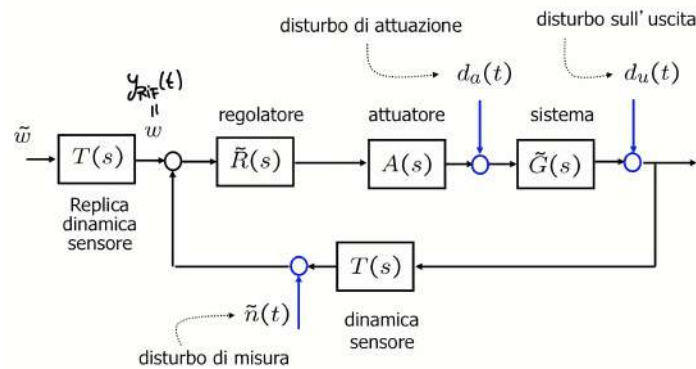 disturbo sull'uscita
disturbo di attuazione
d_a(t)
d_u(t)
y_RIF(t)
=
w̃
w
regolatore
attuatore
sistema
T(s)
R̃(s)
A(s)
G̃(s)
Replica
dinamica
sensore
T(s)
ñ(t)
dinamica
sensore
disturbo di misura